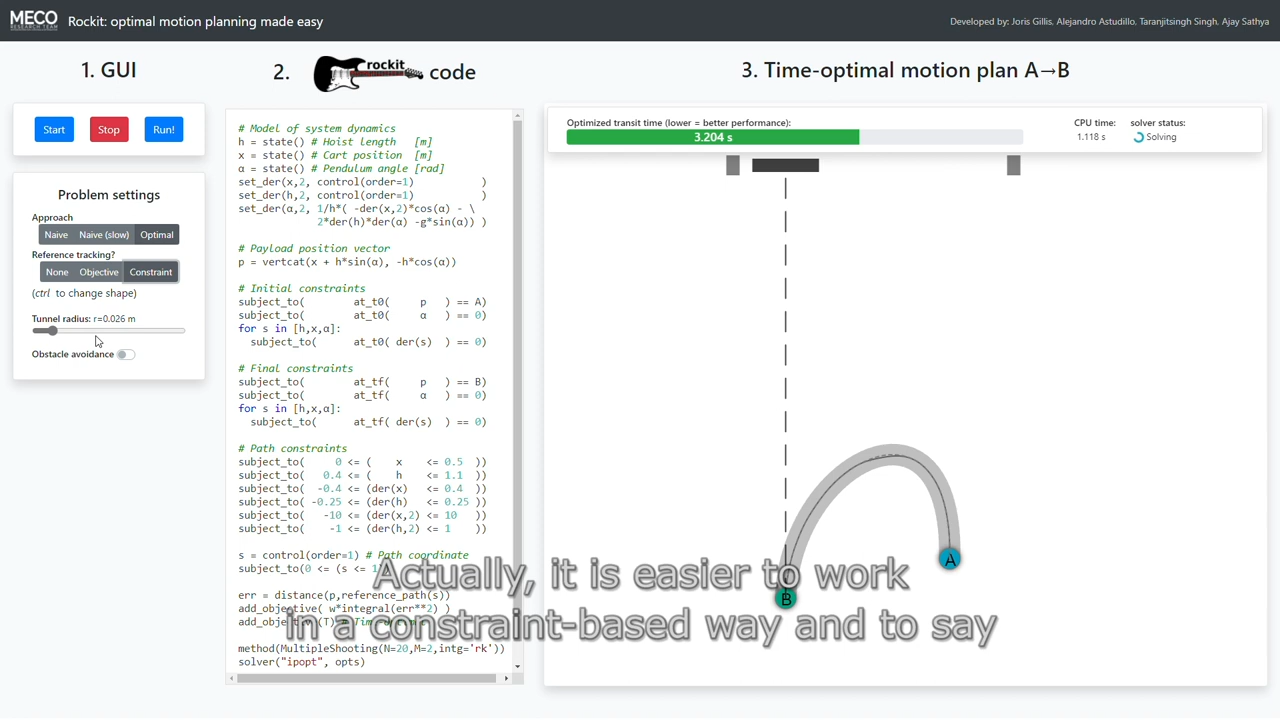 MECO
RESEARCH TEAM
Rockit: optimal motion planning made easy
Developed by: Joris Gillis, Alejandro Astudillo, Taranjitsingh Singh, Ajay Sathya
1. GUI
2. rockit code
3. Time-optimal motion plan A→B
Start Stop Run!
Problem settings
Approach
Naive Naive (slow) Optimal
Reference tracking?
None Objective Constraint
(ctrl to change shape)
Tunnel radius: r=0.026 m
Obstacle avoidance
# Model of system dynamics
h = state() # Hoist length [m]
x = state() # Cart position [m]
α = state() # Pendulum angle [rad]
set_der(x,2, control(order=1) )
set_der(h,2, control(order=1) )
set_der(α,2, 1/h*( -der(x,2)*cos(α) - \
2*der(h)*der(α) -g*sin(α)) )
# Payload position vector
p = vertcat(x + h*sin(α), -h*cos(α))
# Initial constraints
subject_to( at_t0( p ) == A)
subject_to( at_t0( α ) == 0)
for s in [h,x,α]:
subject_to( at_t0( der(s) ) == 0)
# Final constraints
subject_to( at_tf( p ) == B)
subject_to( at_tf( α ) == 0)
for s in [h,x,α]:
subject_to( at_tf( der(s) ) == 0)
# Path constraints
subject_to( 0 <= ( x <= 0.5 ))
subject_to( 0.4 <= ( h <= 1.1 ))
subject_to( -0.4 <= (der(x) <= 0.4 ))
subject_to( -0.25 <= (der(h) <= 0.25 ))
subject_to( -10 <= (der(x,2) <= 10 ))
subject_to( -1 <= (der(h,2) <= 1 ))
s = control(order=1) # Path coordinate
subject_to(0 <= (s <= 1
err = distance(p,reference_path(s))
add_objective( w*integral(err**2) )
method(MultipleShooting(N=20,M=2,intg='rk'))
solver("ipopt", opts)
Optimized transit time (lower = better performance):
3.204 s
CPU time:
1.118 s
solver status:
Solving
A
B
Actually, it is easier to work
in a constraint-based way and to say